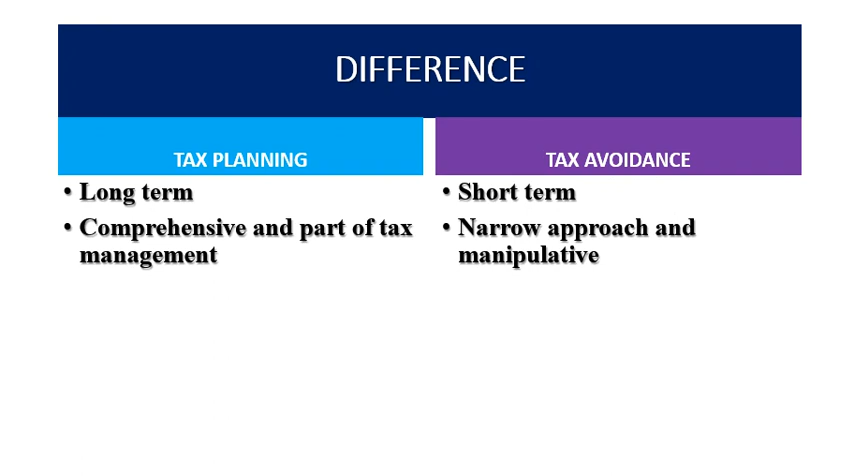 DIFFERENCE
TAX PLANNING
• Long term
• Comprehensive and part of tax
management
TAX AVOIDANCE
• Short term
• Narrow approach and
manipulative